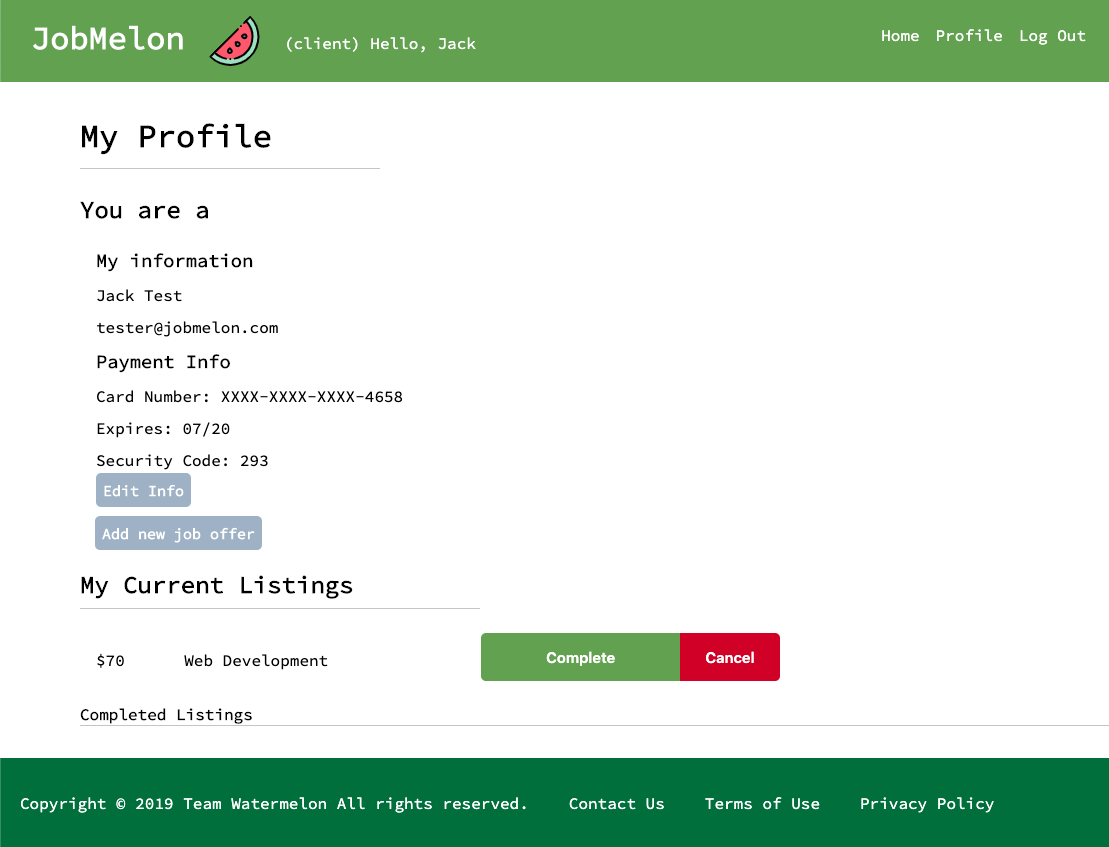 JobMelon (client) Hello, Jack Home Profile Log Out
My Profile
You are a
My information
Jack Test
tester@jobmelon.com
Payment Info
Card Number: XXXX-XXXX-XXXX-4658
Expires: 07/20
Security Code: 293
Edit Info
Add new job offer
My Current Listings
$70 Web Development Complete Cancel
Completed Listings
Copyright © 2019 Team Watermelon All rights reserved. Contact Us Terms of Use Privacy Policy